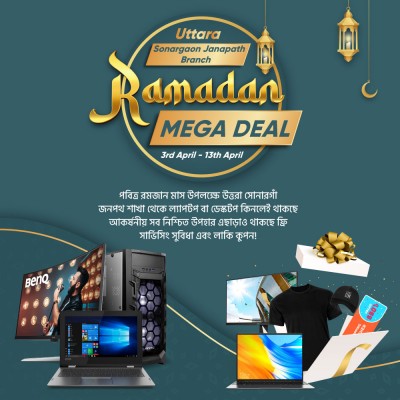 Uttara
Sonargaon Janapath
Branch
Ramadan
MEGA DEAL
3rd April - 13th April
পবিত্র রমজান মাস উপলক্ষে উত্তরা সোনারগাঁ
জনপথ শাখা থেকে ল্যাপটপ বা ডেস্কটপ কিনলেই থাকছে
আকর্ষনীয় সব নিশ্চিত উপহার এছাড়াও থাকছে ফ্রি
সার্ভিসিং সুবিধা এবং লাকি কুপন!
BenQ